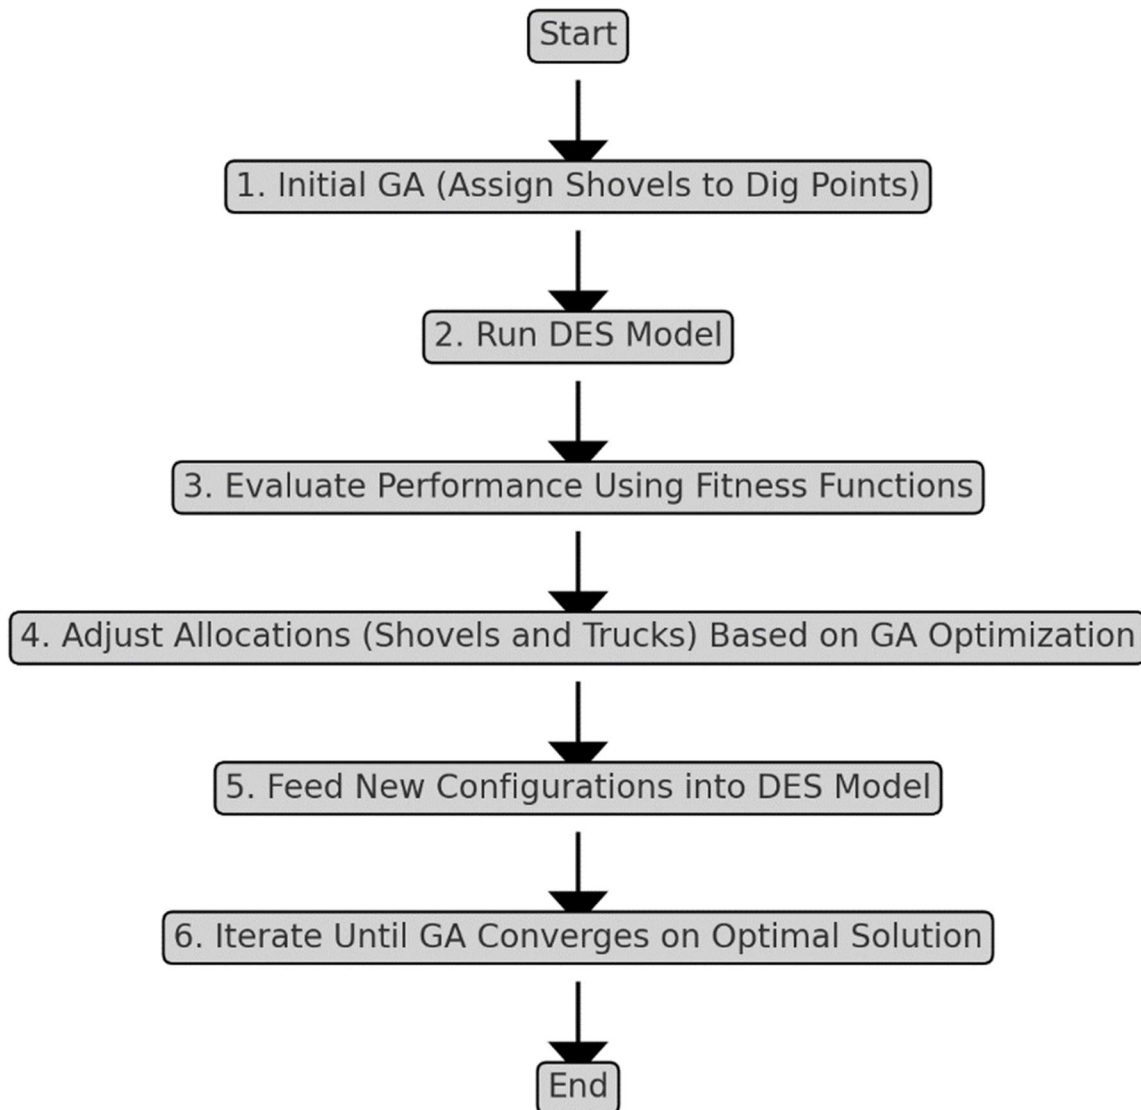 Start
1. Initial GA (Assign Shovels to Dig Points)
2. Run DES Model
3. Evaluate Performance Using Fitness Functions
4. Adjust Allocations (Shovels and Trucks) Based on GA Optimization
5. Feed New Configurations into DES Model
6. Iterate Until GA Converges on Optimal Solution
End